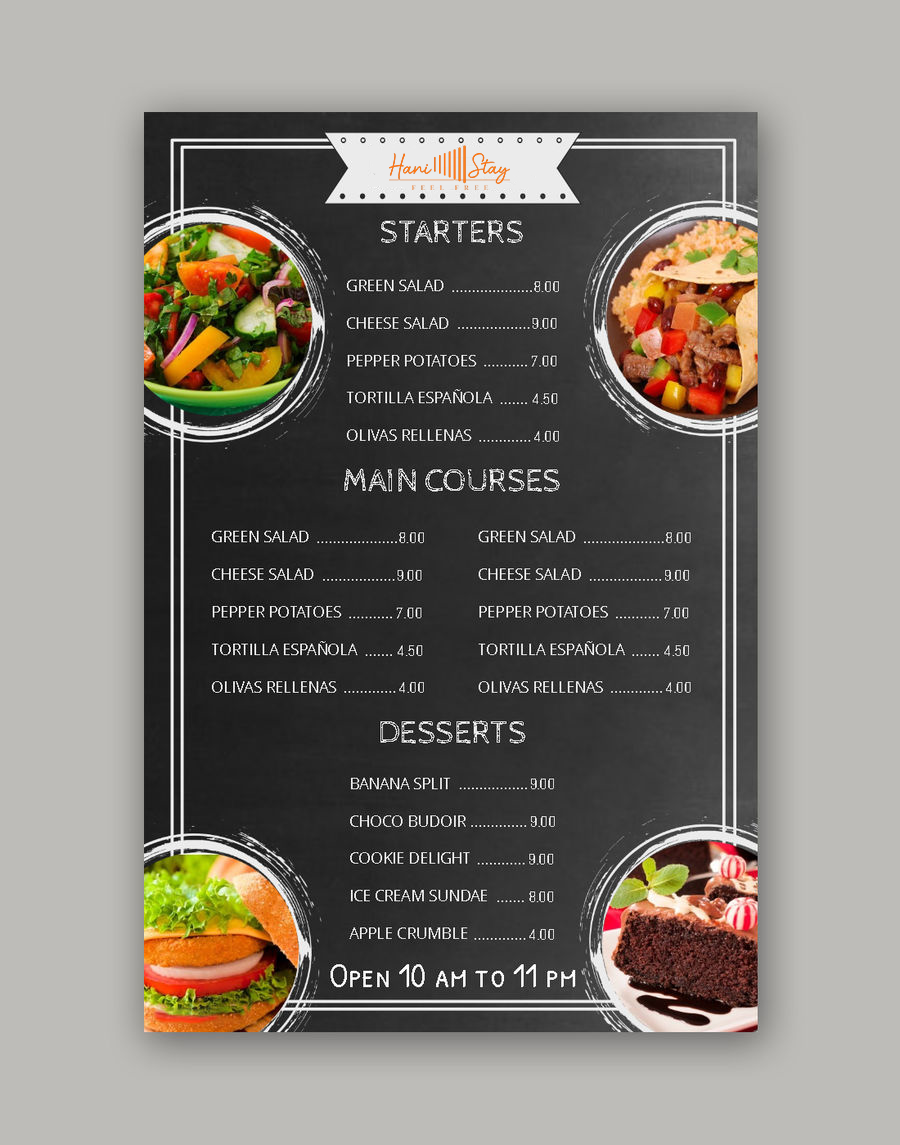 Hani Stay
FEEL FREE
STARTERS
GREEN SALAD ....................8.00
CHEESE SALAD ..................9.00
PEPPER POTATOES ...........7.00
TORTILLA ESPAÑOLA ....... 4.50
OLIVAS RELLENAS .............4.00
MAIN COURSES
GREEN SALAD ....................8.00
CHEESE SALAD ..................9.00
PEPPER POTATOES ...........7.00
TORTILLA ESPAÑOLA ....... 4.50
OLIVAS RELLENAS .............4.00
GREEN SALAD ....................8.00
CHEESE SALAD ..................9.00
PEPPER POTATOES ...........7.00
TORTILLA ESPAÑOLA ....... 4.50
OLIVAS RELLENAS .............4.00
DESSERTS
BANANA SPLIT .................9.00
CHOCO BUDOIR ..............9.00
COOKIE DELIGHT ............9.00
ICE CREAM SUNDAE ....... 8.00
APPLE CRUMBLE .............4.00
OPEN 10 AM TO 11 PM